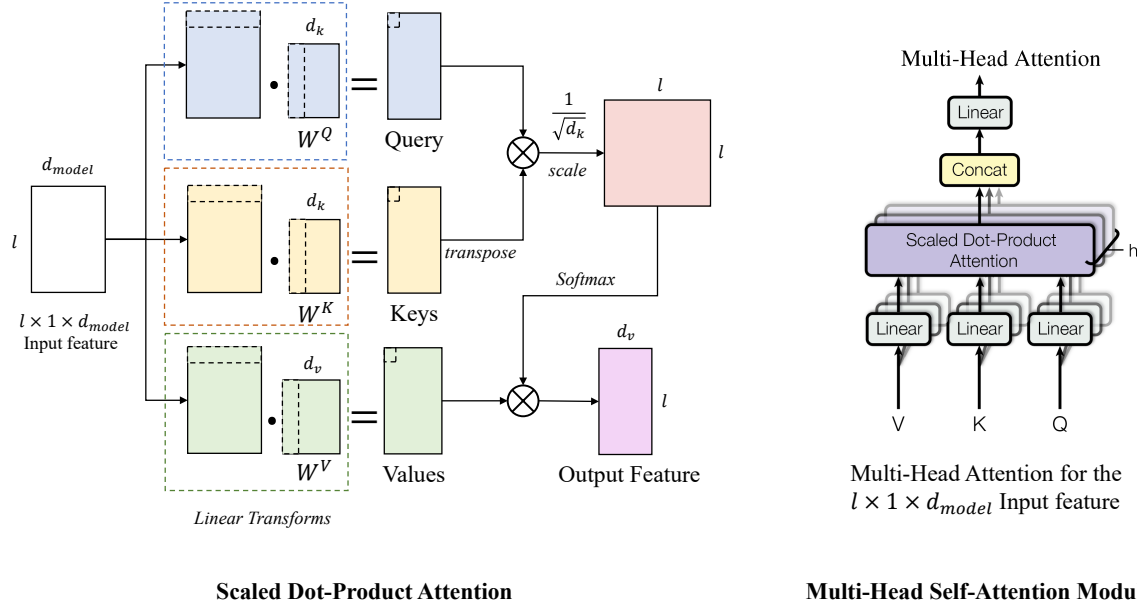 d_k
W^Q
Query
d_model
l
l × 1 × d_model
Input feature
d_k
W^K
Keys
transpose
1/√d_k
scale
l
l
Softmax
d_v
W^V
Values
d_v
l
Output Feature
Linear Transforms
Scaled Dot-Product Attention
Multi-Head Attention
Linear
Concat
Scaled Dot-Product
Attention
h
Linear
Linear
Linear
V
K
Q
Multi-Head Attention for the
l × 1 × d_model Input feature
Multi-Head Self-Attention Modu